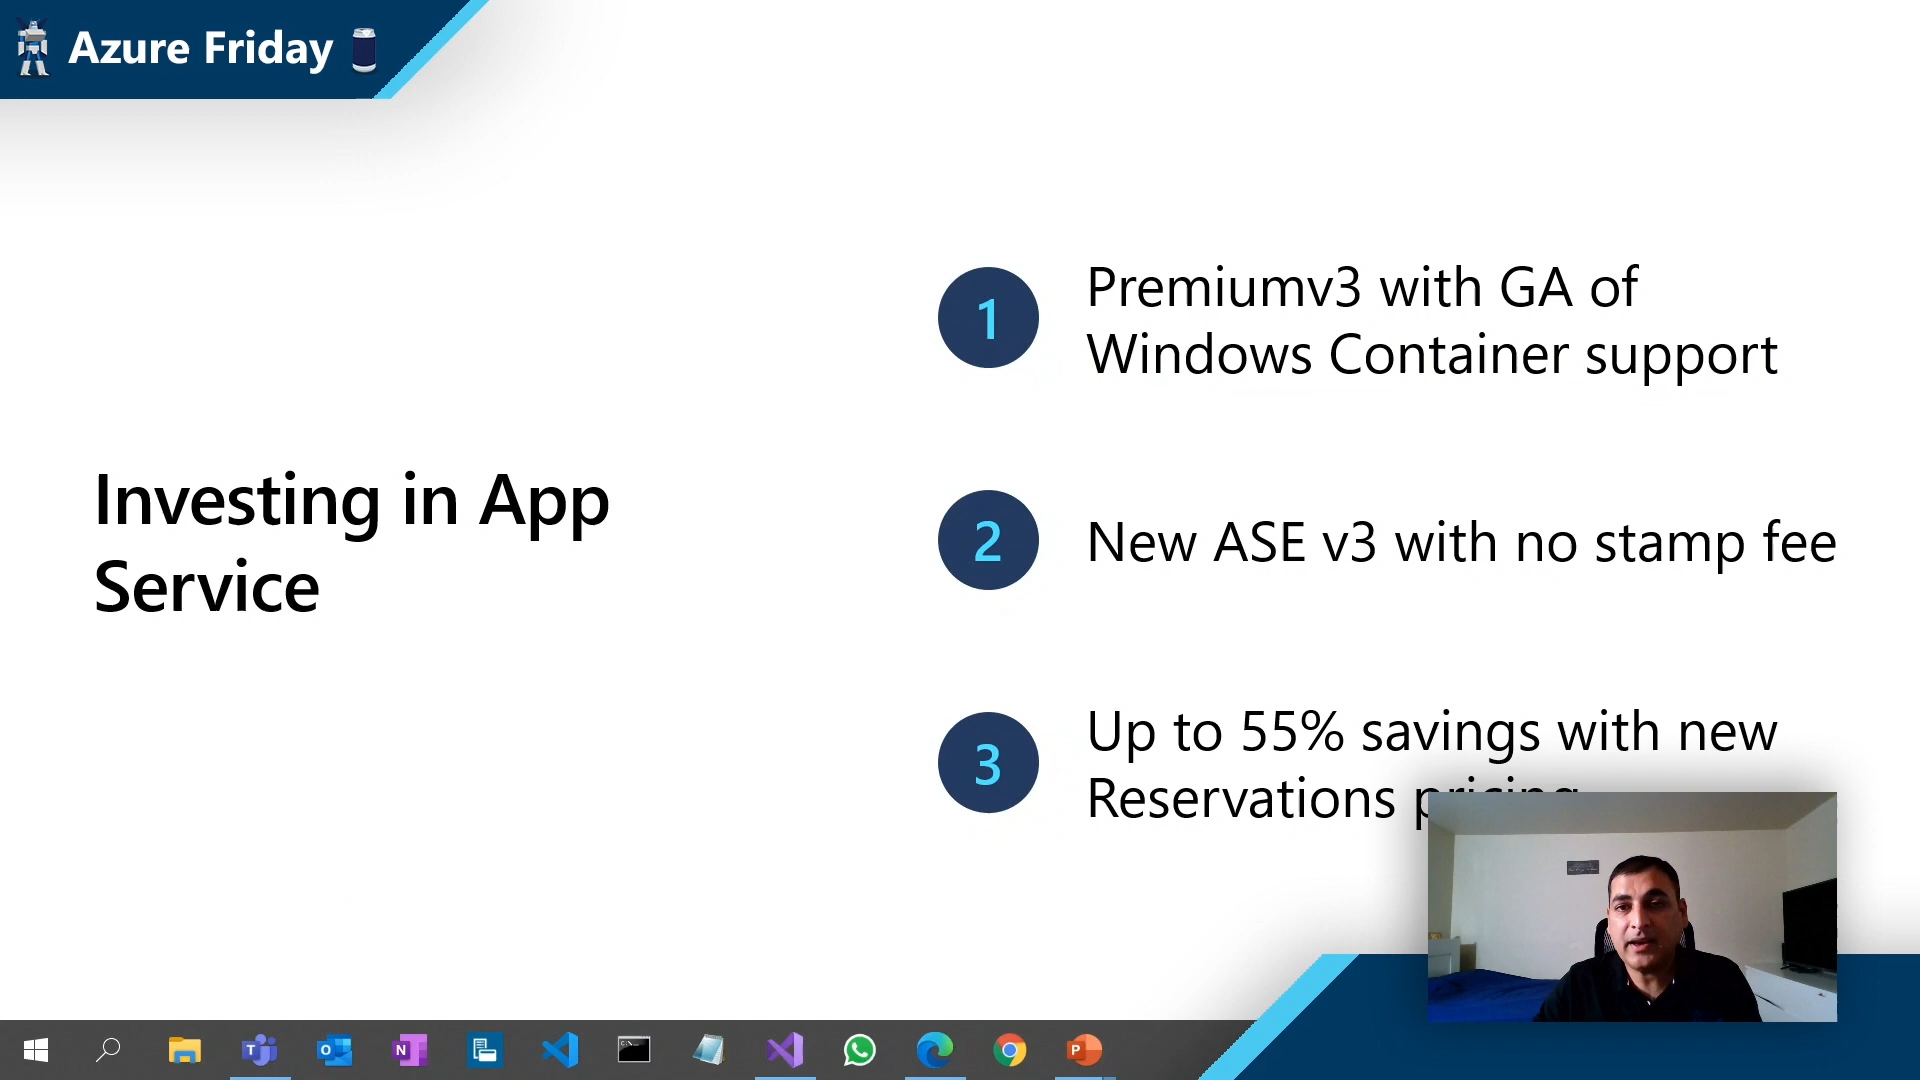 Azure Friday
Investing in App
Service
1
Premiumv3 with GA of
Windows Container support
2
New ASE v3 with no stamp fee
3
Up to 55% savings with new
Reservations pricing